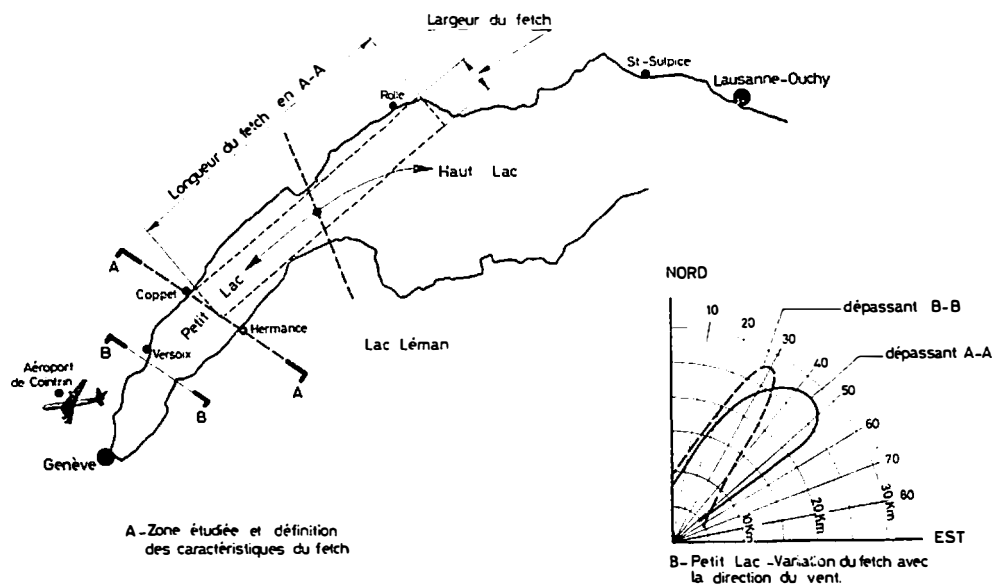 Largeur du fetch
Longueur du fetch en A-A
St-Sulpice
Lausanne-Ouchy
Rolle
Haut Lac
A
Coppet
Petit Lac
Hermance
Lac Léman
B
Versoix
A
B
Aéroport
de Cointrin
Genève
A-Zone étudiée et définition
des caractéristiques du fetch
NORD
10
20
30
40
50
60
70
80
dépassant B-B
dépassant A-A
10Km
20Km
30Km
EST
B-Petit Lac-Variation du fetch avec
la direction du vent.